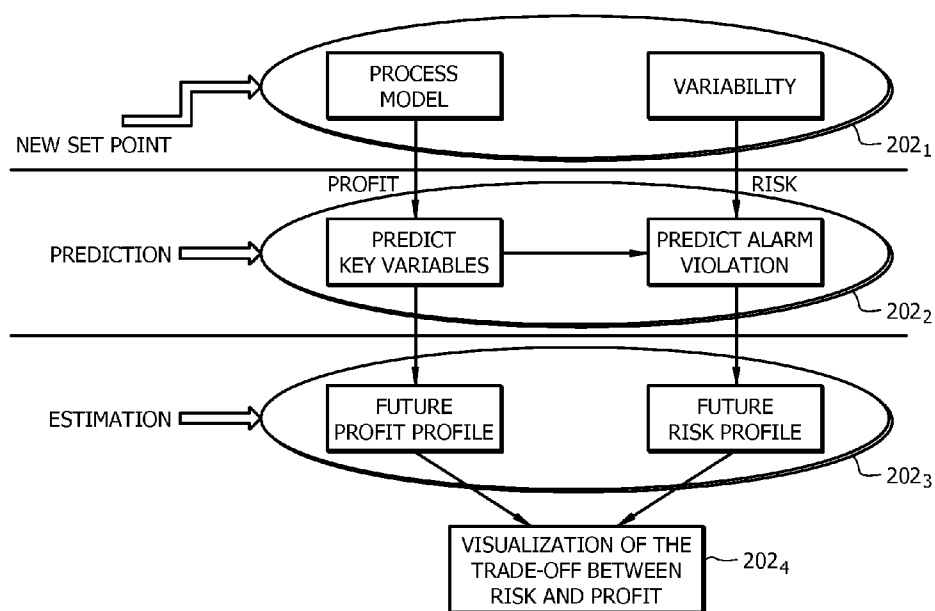 PROCESS
MODEL
VARIABILITY
NEW SET POINT
202₁
PROFIT
RISK
PREDICTION
PREDICT
KEY VARIABLES
PREDICT ALARM
VIOLATION
202₂
ESTIMATION
FUTURE
PROFIT PROFILE
FUTURE
RISK PROFILE
202₃
VISUALIZATION OF THE
TRADE-OFF BETWEEN
RISK AND PROFIT
202₄